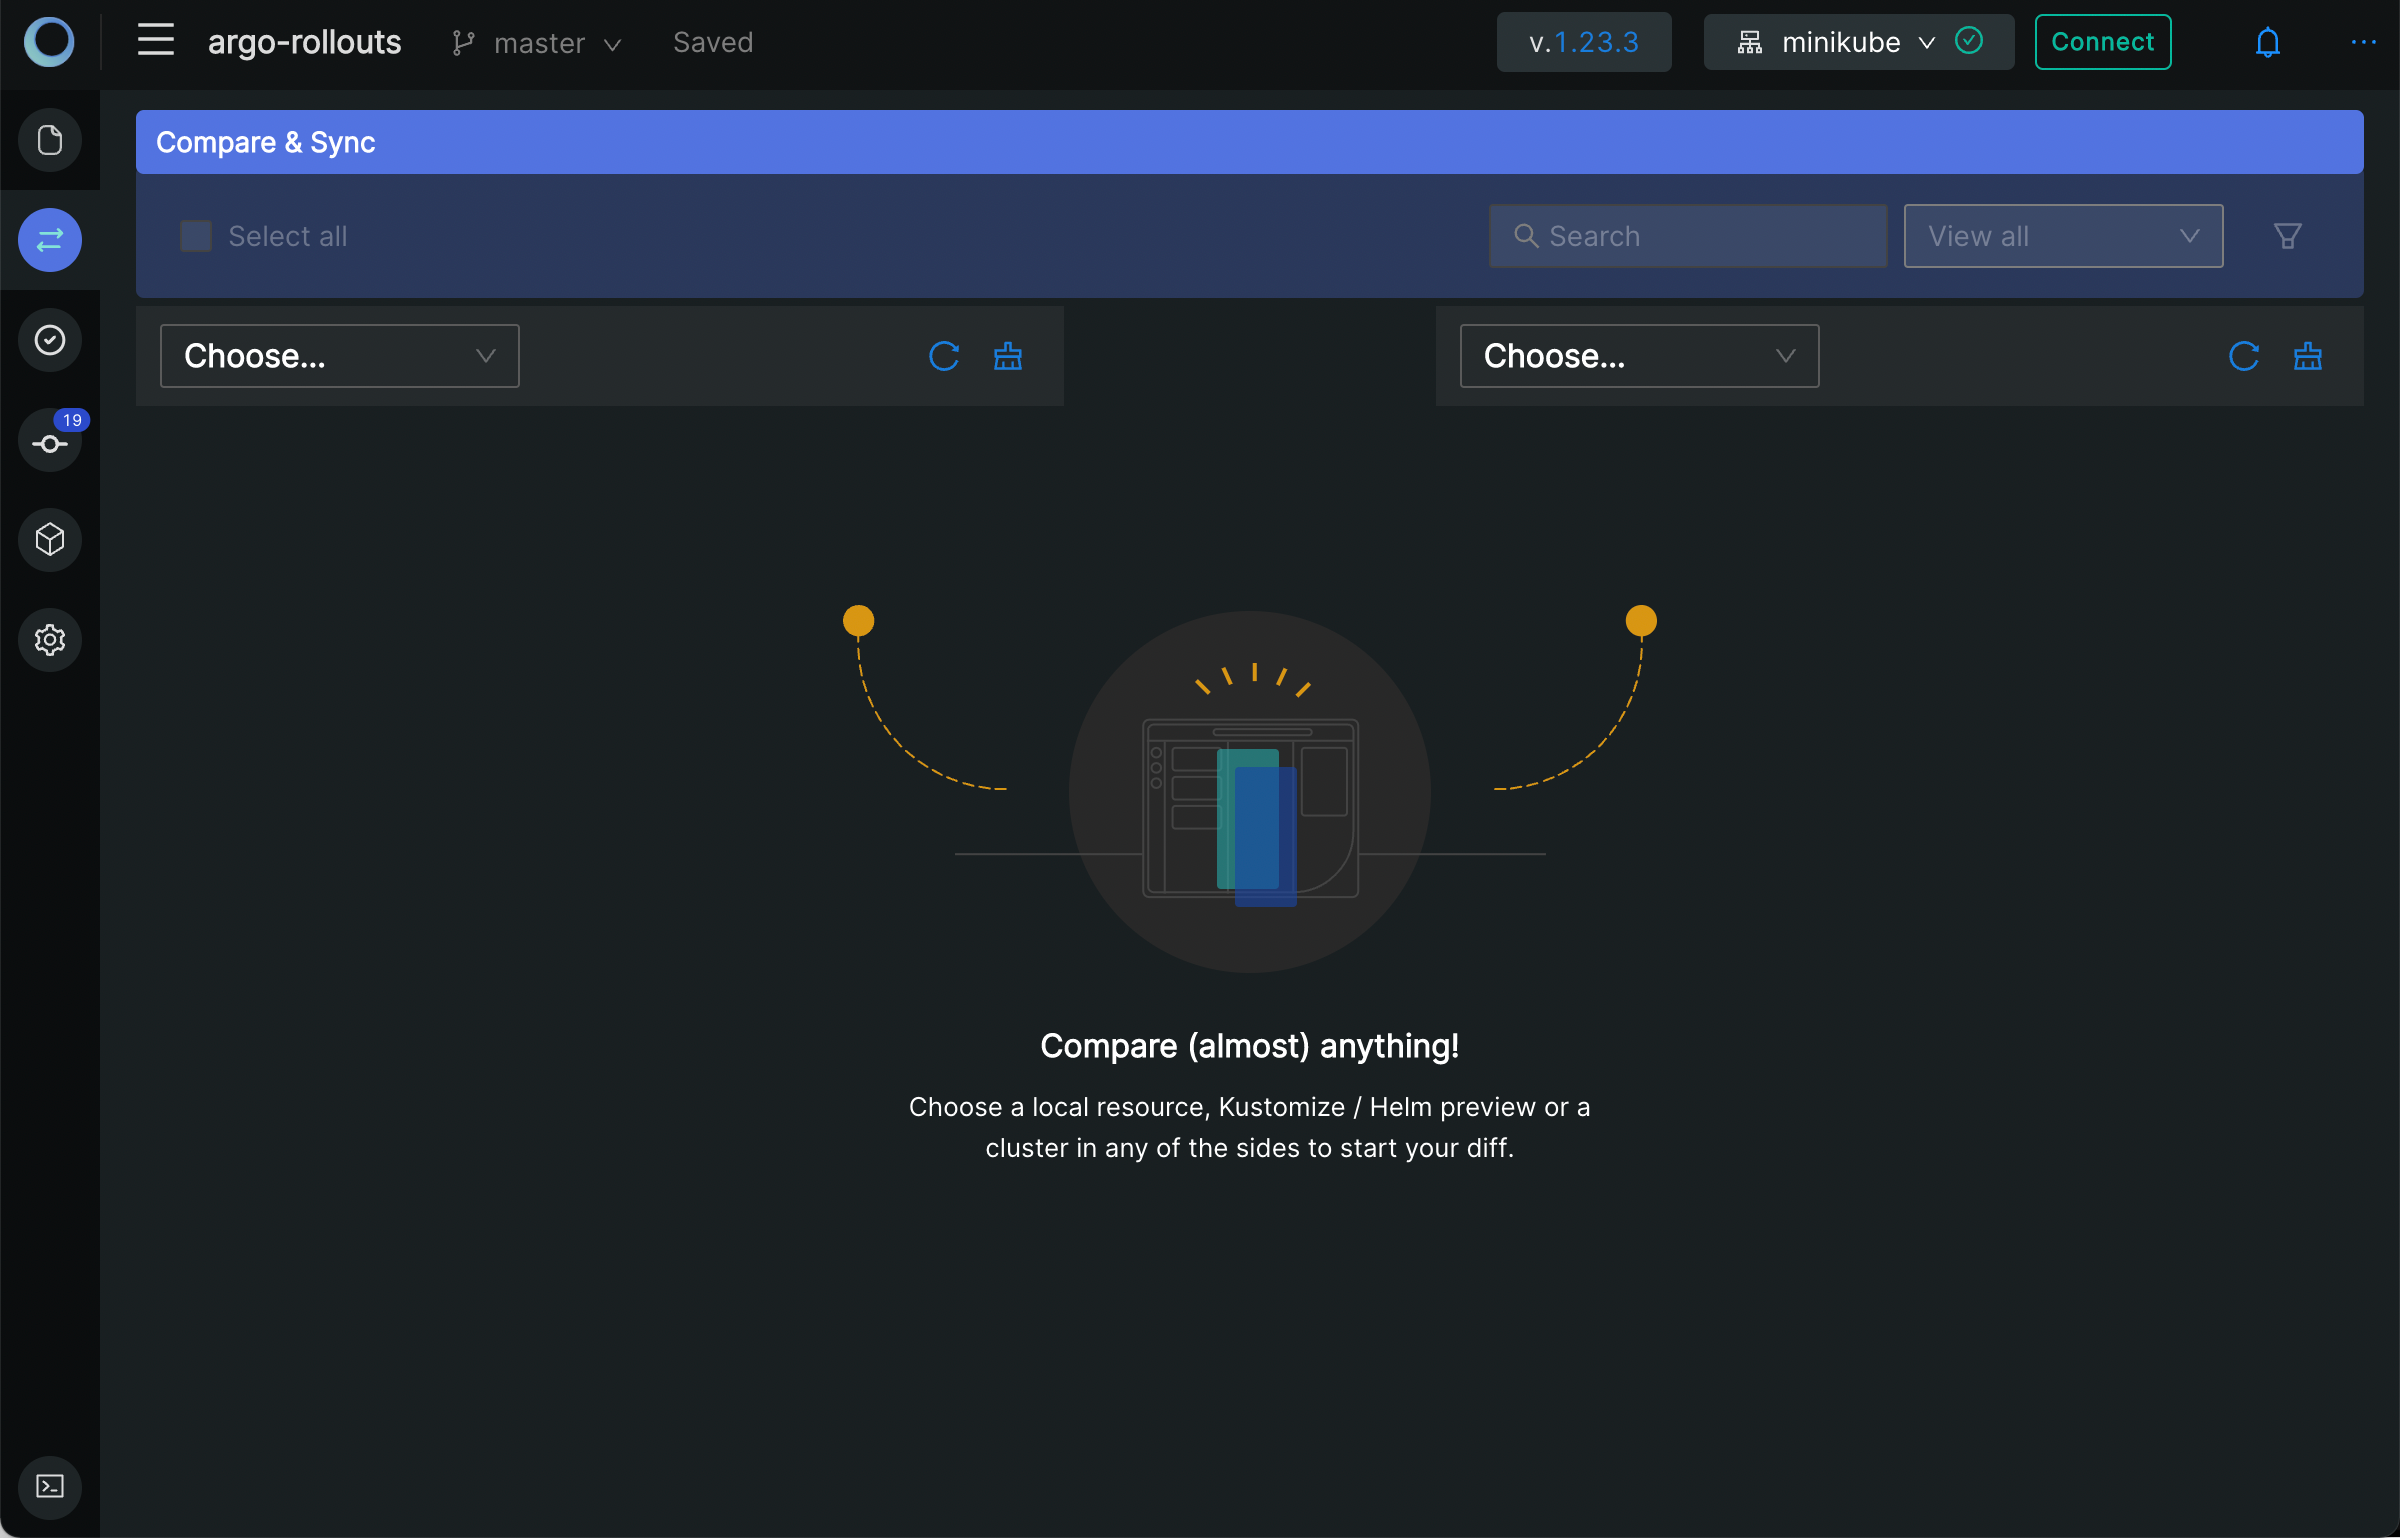 argo-rollouts master Saved v.1.23.3 minikube Connect
Compare & Sync
Select all Search View all
Choose... Choose...
19
Compare (almost) anything!
Choose a local resource, Kustomize / Helm preview or a
cluster in any of the sides to start your diff.